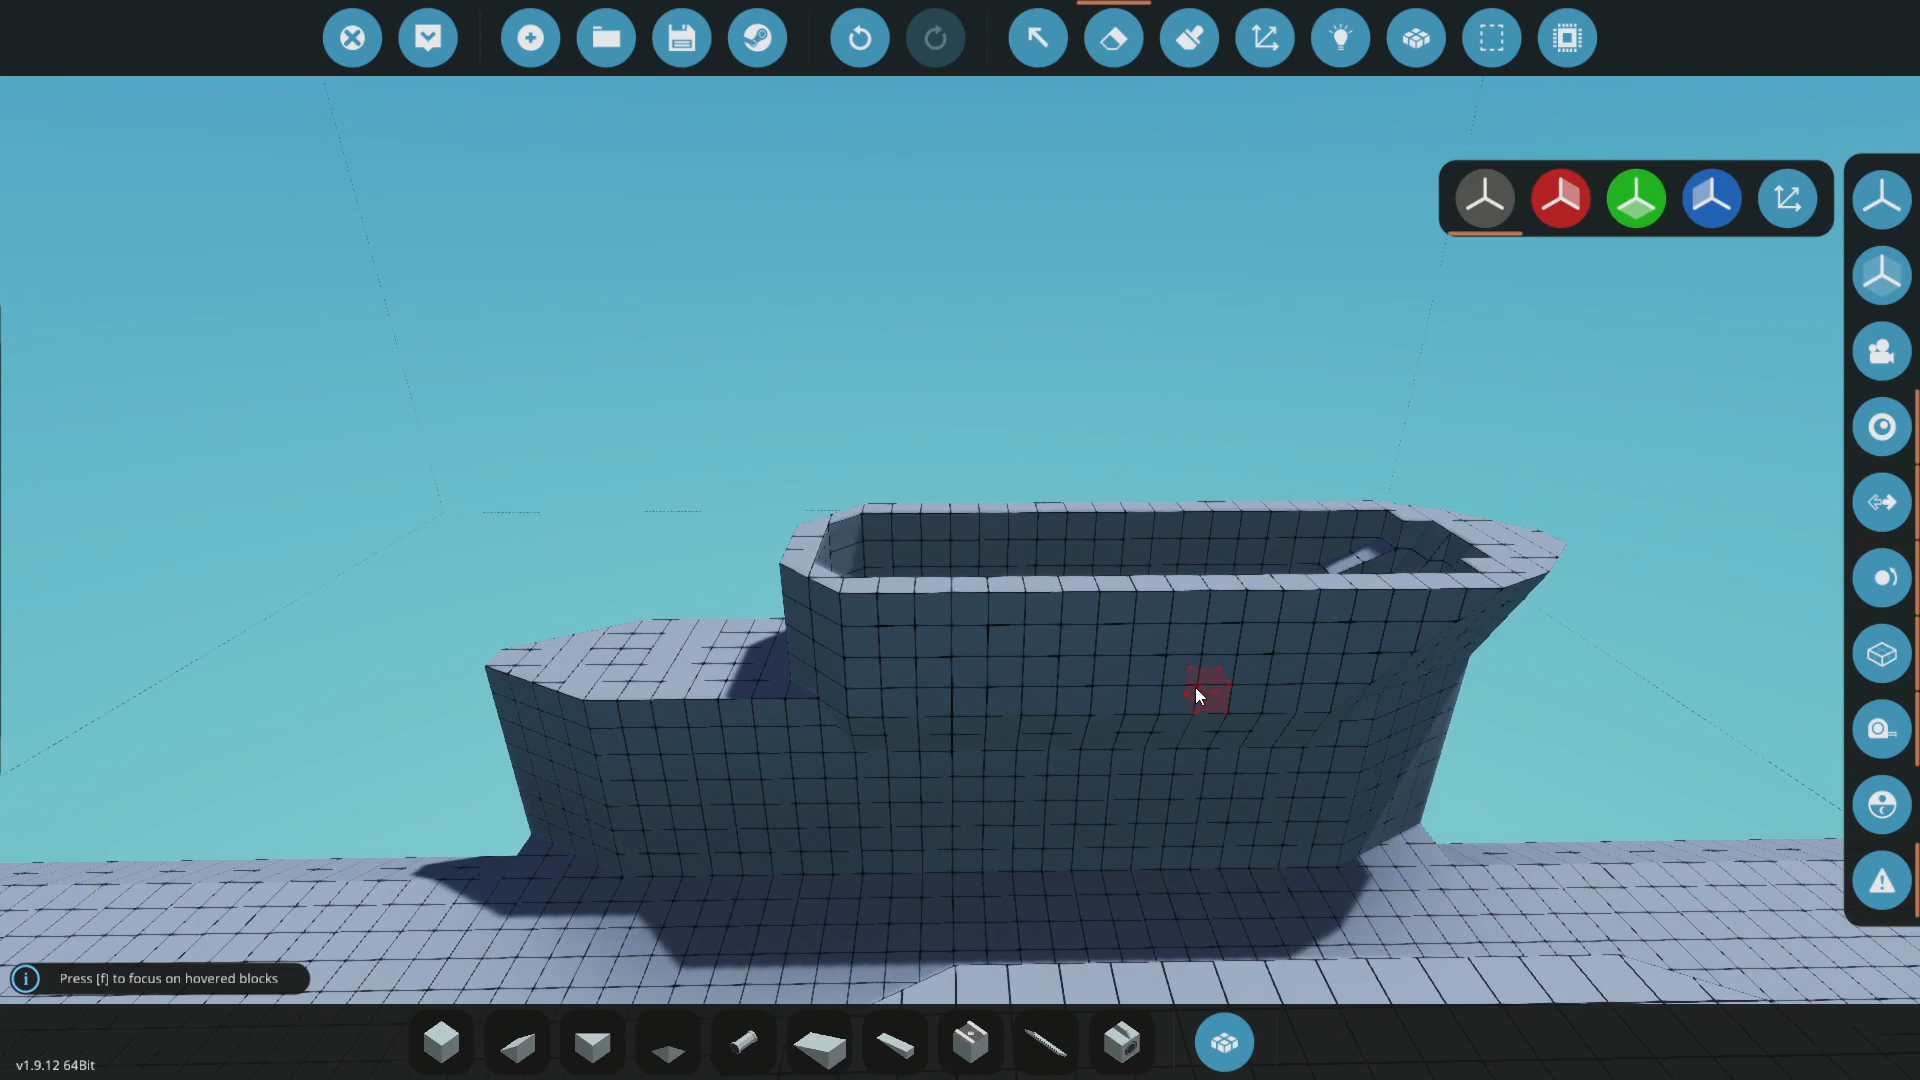 Press [f] to focus on hovered blocks
v1.9.12 64Bit